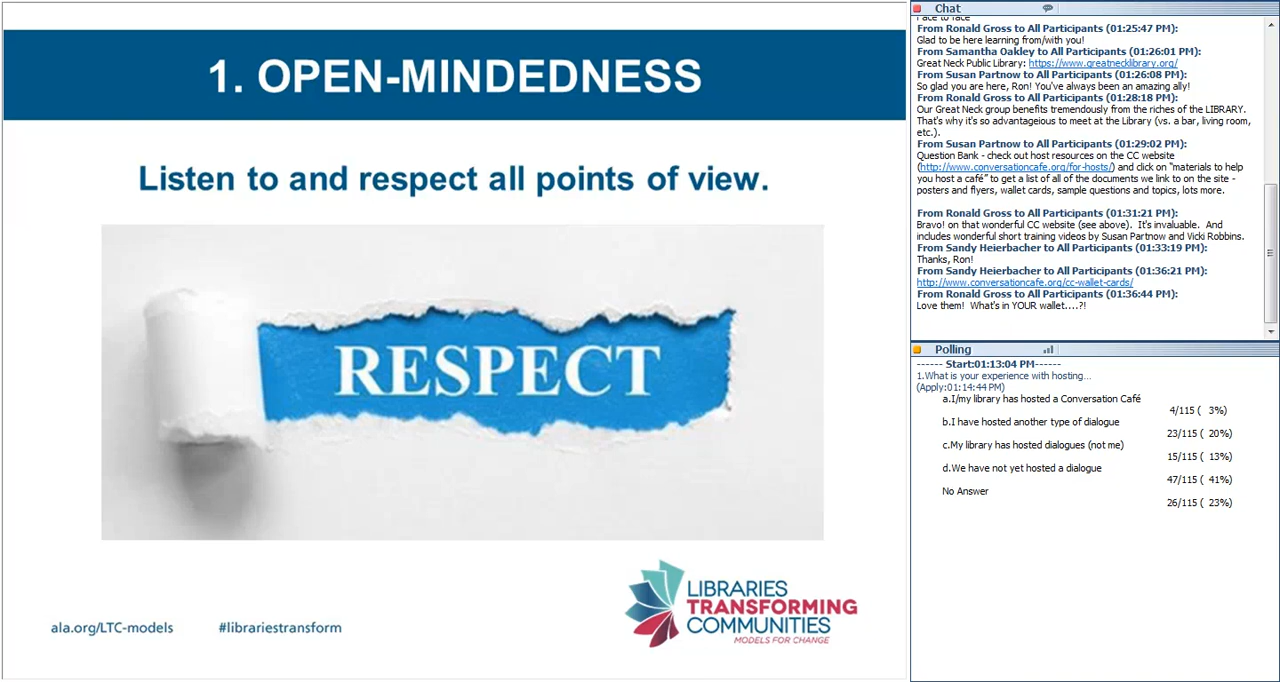 1. OPEN-MINDEDNESS
Listen to and respect all points of view.
RESPECT
ala.org/LTC-models
#librariestransform
LIBRARIES
TRANSFORMING
COMMUNITIES
MODELS FOR CHANGE
Chat
Face to face
From Ronald Gross to All Participants (01:25:47 PM):
Glad to be here learning from/with you!
From Samantha Oakley to All Participants (01:26:01 PM):
Great Neck Public Library: https://www.greatnecklibrary.org/
From Susan Partnow to All Participants (01:26:08 PM):
So glad you are here, Ron! You've always been an amazing ally!
From Ronald Gross to All Participants (01:28:18 PM):
Our Great Neck group benefits tremendously from the riches of the LIBRARY.
That's why it's so advantageious to meet at the Library (vs. a bar, living room,
etc.).
From Susan Partnow to All Participants (01:29:02 PM):
Question Bank - check out host resources on the CC website
(http://www.conversationcafe.org/for-hosts/) and click on "materials to help
you host a café" to get a list of all of the documents we link to on the site -
posters and flyers, wallet cards, sample questions and topics, lots more.
From Ronald Gross to All Participants (01:31:21 PM):
Bravo! on that wonderful CC website (see above).  It's invaluable.  And
includes wonderful short training videos by Susan Partnow and Vicki Robbins.
From Sandy Heierbacher to All Participants (01:33:19 PM):
Thanks, Ron!
From Sandy Heierbacher to All Participants (01:36:21 PM):
http://www.conversationcafe.org/cc-wallet-cards/
From Ronald Gross to All Participants (01:36:44 PM):
Love them!  What's in YOUR wallet....?!
Polling
------ Start:01:13:04 PM------
1.What is your experience with hosting...
(Apply:01:14:44 PM)
a.I/my library has hosted a Conversation Café
4/115 (  3%)
b.I have hosted another type of dialogue
23/115 ( 20%)
c.My library has hosted dialogues (not me)
15/115 ( 13%)
d.We have not yet hosted a dialogue
47/115 ( 41%)
No Answer
26/115 ( 23%)